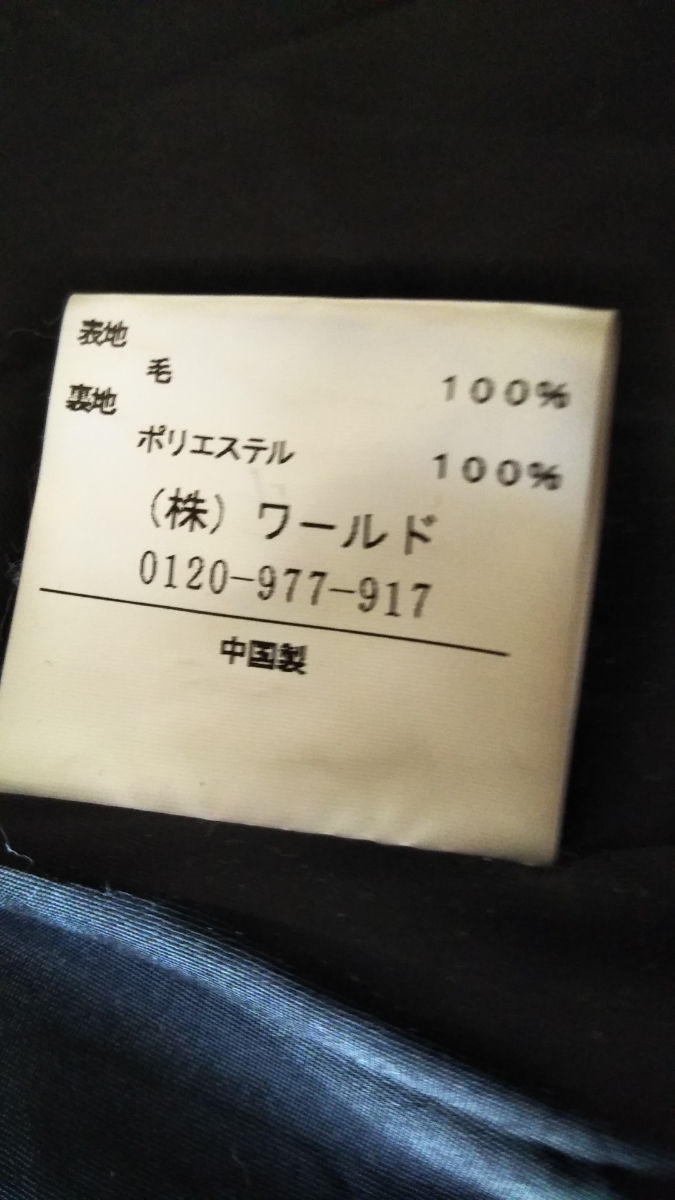 表地
毛 100%
裏地
ポリエステル 100%
(株) ワールド
0120-977-917
中国製